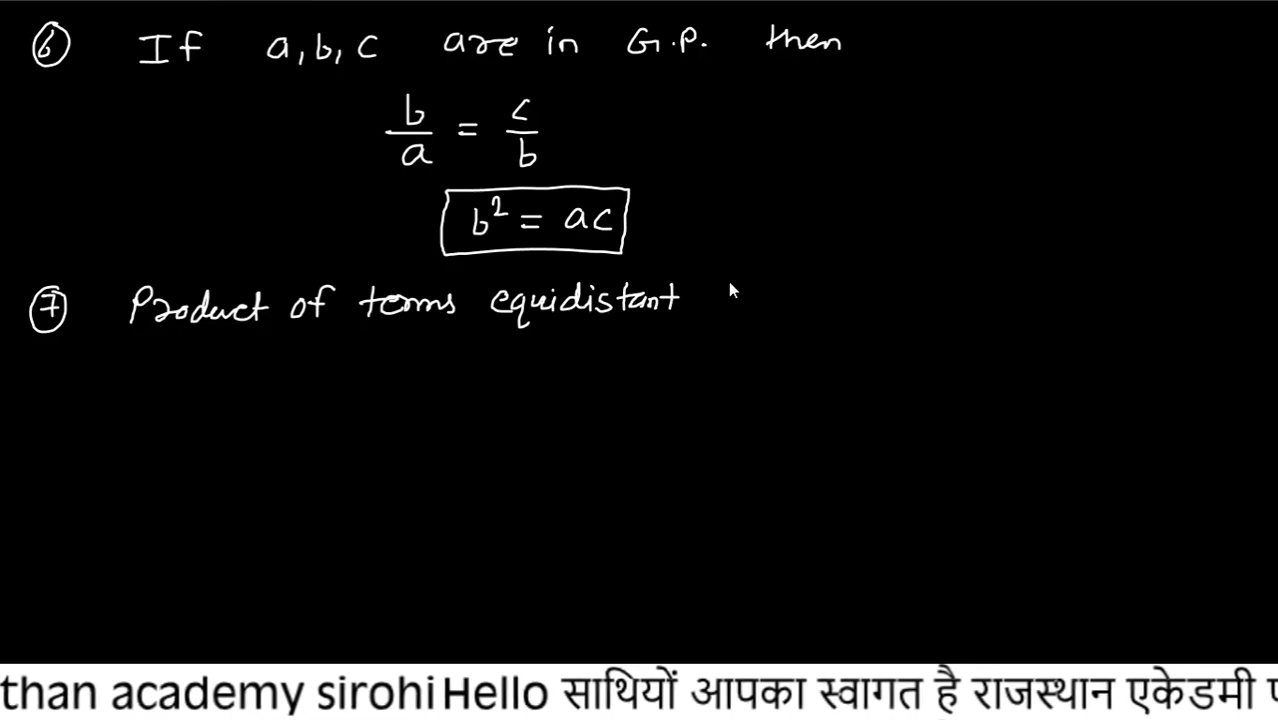 ⑥ If a, b, c are in G.P. then
b/a = c/b
b² = ac
⑦ Product of terms equidistant
than academy sirohi Hello साथियों आपका स्वागत है राजस्थान एकेडमी